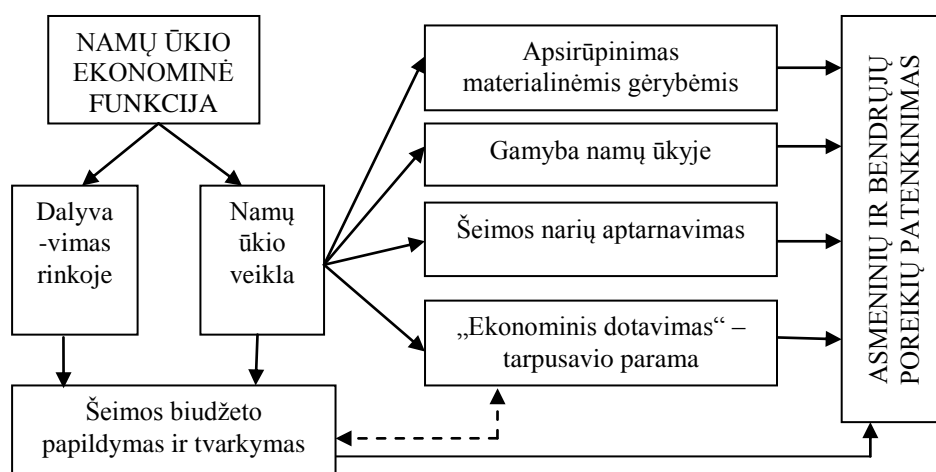 NAMŲ ŪKIO
EKONOMINĖ
FUNKCIJA
Dalyva
-vimas
rinkoje
Namų
ūkio
veikla
Šeimos biudžeto
papildymas ir tvarkymas
Apsirūpinimas
materialinėmis gėrybėmis
Gamyba namų ūkyje
Šeimos narių aptarnavimas
„Ekonominis dotavimas“ –
tarpusavio parama
ASMENINIŲ IR BENDRŲJŲ
POREIKIŲ PATENKINIMAS